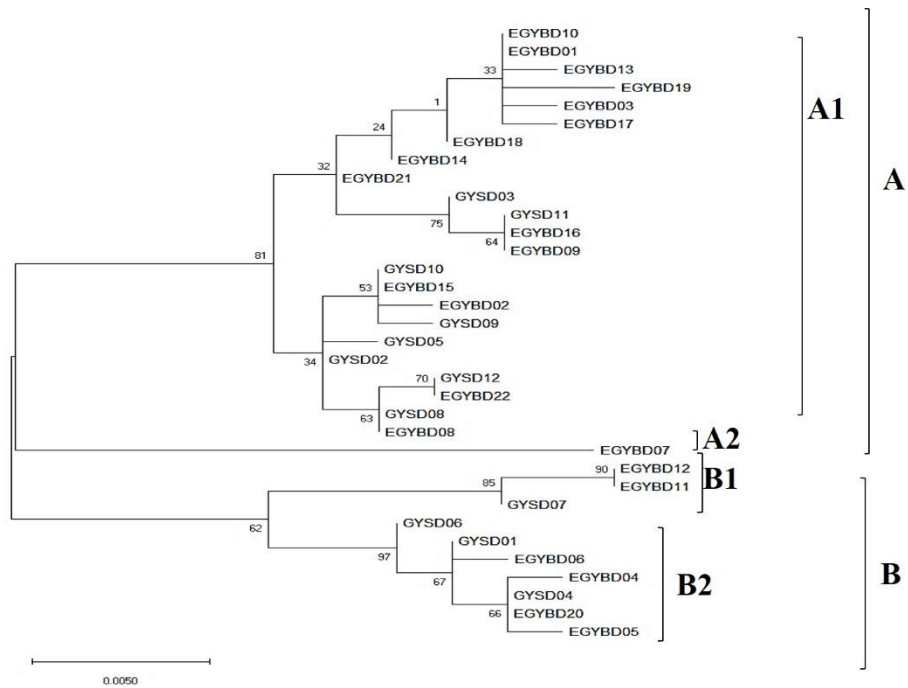 EGYBD10
EGYBD01
33
EGYBD13
EGYBD19
1
EGYBD03
A1
24
EGYBD17
EGYBD18
EGYBD14
32
EGYBD21
A
GYSD03
75
GYSD11
EGYBD16
64
EGYBD09
81
GYSD10
53
EGYBD15
EGYBD02
GYSD09
GYSD05
34
GYSD02
70
GYSD12
EGYBD22
63
GYSD08
EGYBD08
A2
EGYBD07
90
EGYBD12
B1
85
EGYBD11
GYSD07
62
GYSD06
97
GYSD01
EGYBD06
67
EGYBD04
B2
B
GYSD04
66
EGYBD20
EGYBD05
0.0050